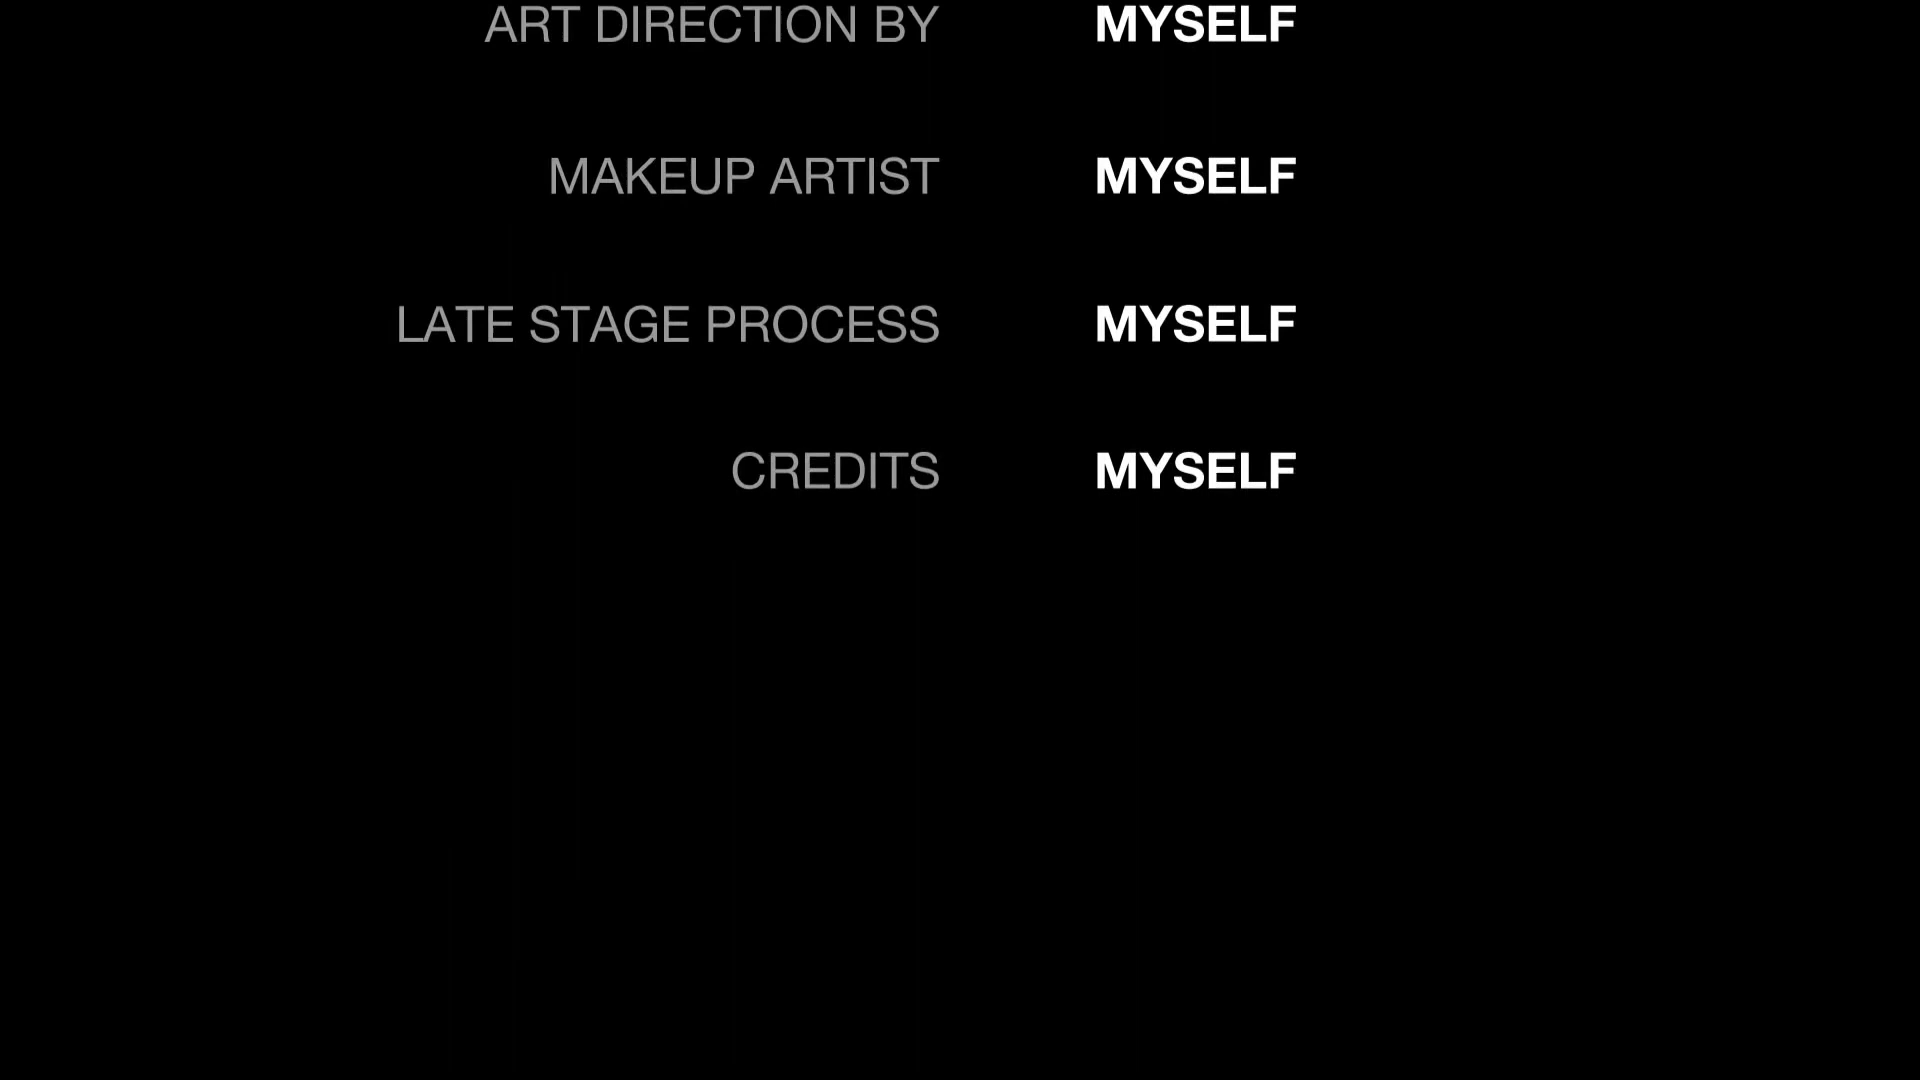 ART DIRECTION BY MYSELF
MAKEUP ARTIST MYSELF
LATE STAGE PROCESS MYSELF
CREDITS MYSELF